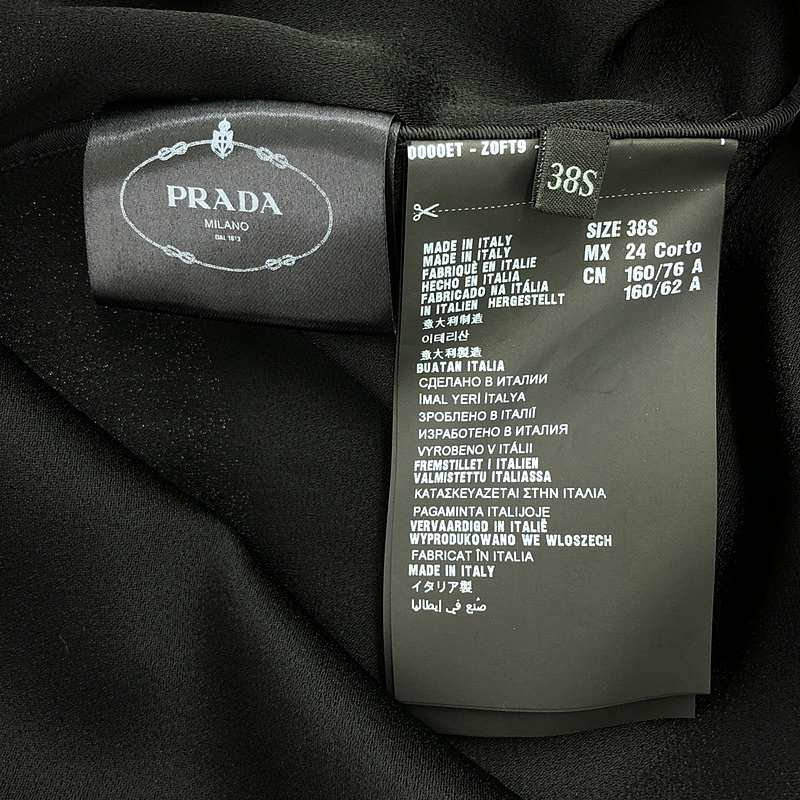 PRADA
MILANO
DAL 1913
0000ET - Z0FT9 -
38S
SIZE 38S
MX 24 Corto
CN 160/76 A
160/62 A
MADE IN ITALY
MADE IN ITALY
FABRIQUÉ EN ITALIE
HECHO EN ITALIA
FABRICADO NA ITÁLIA
IN ITALIEN HERGESTELLT
意大利制造
이테리산
意大利製造
BUATAN ITALIA
СДЕЛАНО В ИТАЛИИ
İMAL YERİ İTALYA
ЗРОБЛЕНО В ІТАЛІЇ
ИЗРАБОТЕНО В ИТАЛИЯ
VYROBENO V ITÁLII
FREMSTILLET I ITALIEN
VALMISTETTU ITALIASSA
ΚΑΤΑΣΚΕΥΑΖΕΤΑΙ ΣΤΗΝ ΙΤΑΛΙΑ
PAGAMINTA ITALIJOJE
VERVAARDIGD IN ITALIË
WYPRODUKOWANO WE WLOSZECH
FABRICAT ÎN ITALIA
MADE IN ITALY
イタリア製
صُنع في إيطاليا